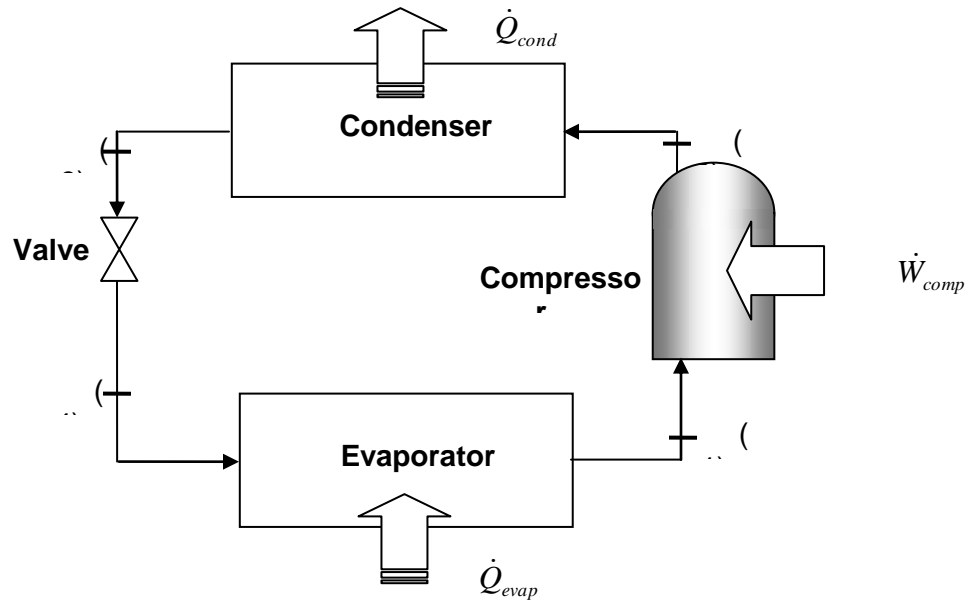 Q̇cond
Condenser
(
(
Valve
Compresso
r
Ẇcomp
(
(
Evaporator
Q̇evap